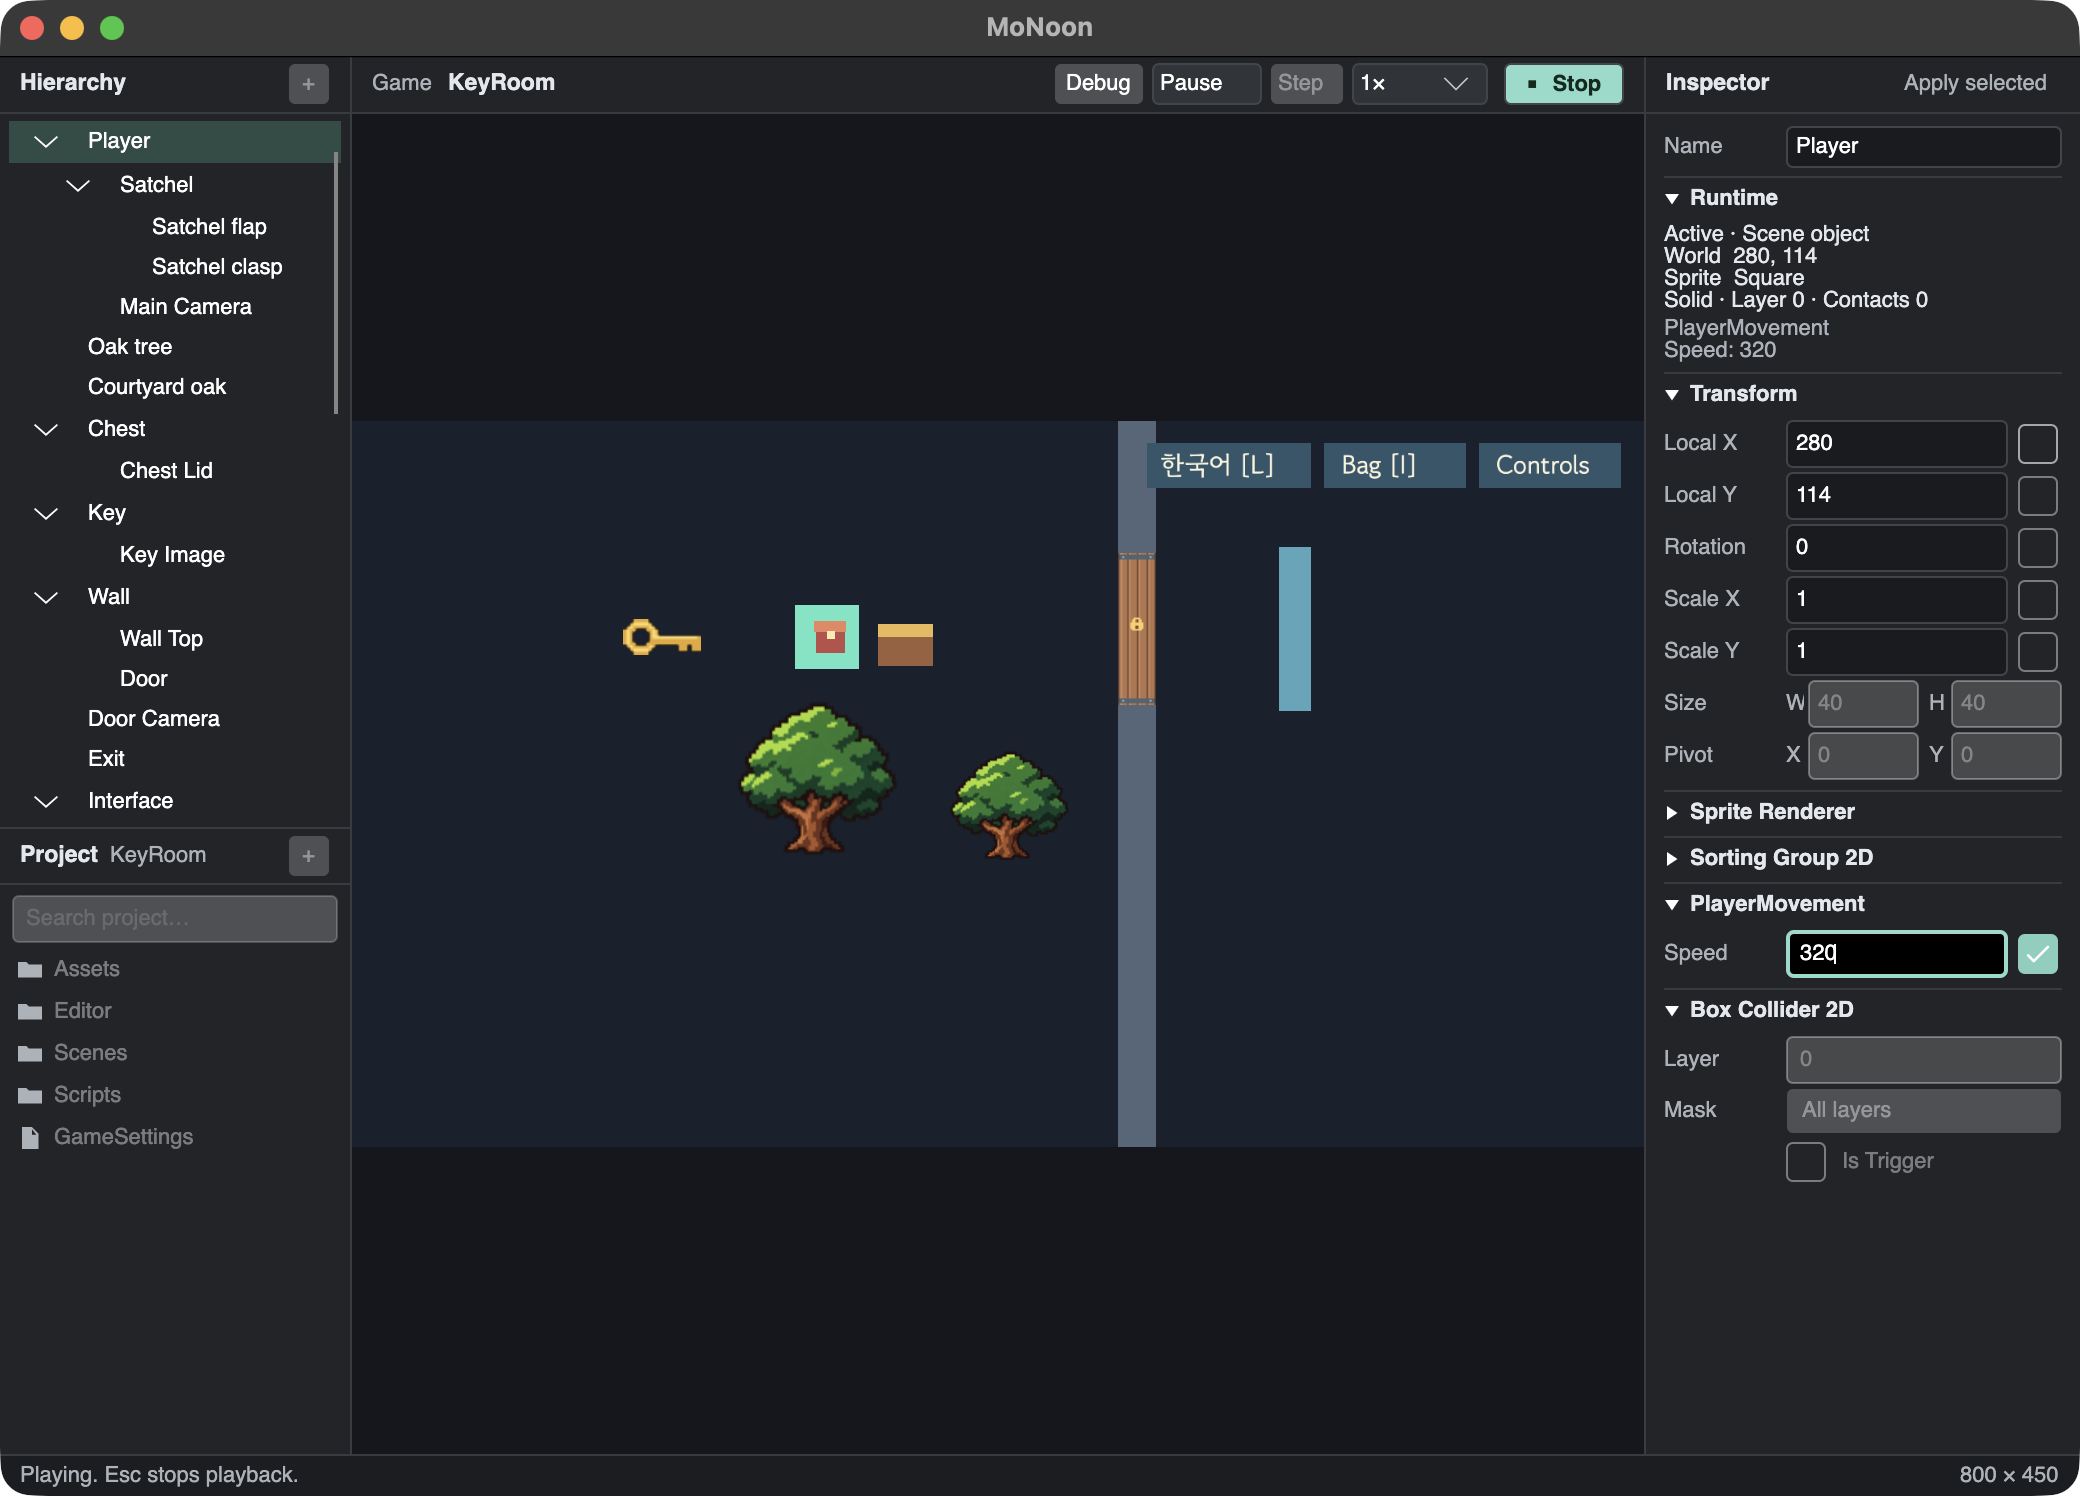 MoNoon
Hierarchy
+
Player
Satchel
Satchel flap
Satchel clasp
Main Camera
Oak tree
Courtyard oak
Chest
Chest Lid
Key
Key Image
Wall
Wall Top
Door
Door Camera
Exit
Interface
Project KeyRoom
+
Search project...
Assets
Editor
Scenes
Scripts
GameSettings
Game KeyRoom
Debug
Pause
Step
1×
Stop
한국어 [L]
Bag [I]
Controls
Inspector
Apply selected
Name Player
Runtime
Active · Scene object
World 280, 114
Sprite Square
Solid · Layer 0 · Contacts 0
PlayerMovement
Speed: 320
Transform
Local X 280
Local Y 114
Rotation 0
Scale X 1
Scale Y 1
Size W 40 H 40
Pivot X 0 Y 0
Sprite Renderer
Sorting Group 2D
PlayerMovement
Speed 320
Box Collider 2D
Layer 0
Mask All layers
Is Trigger
Playing. Esc stops playback.
800 × 450